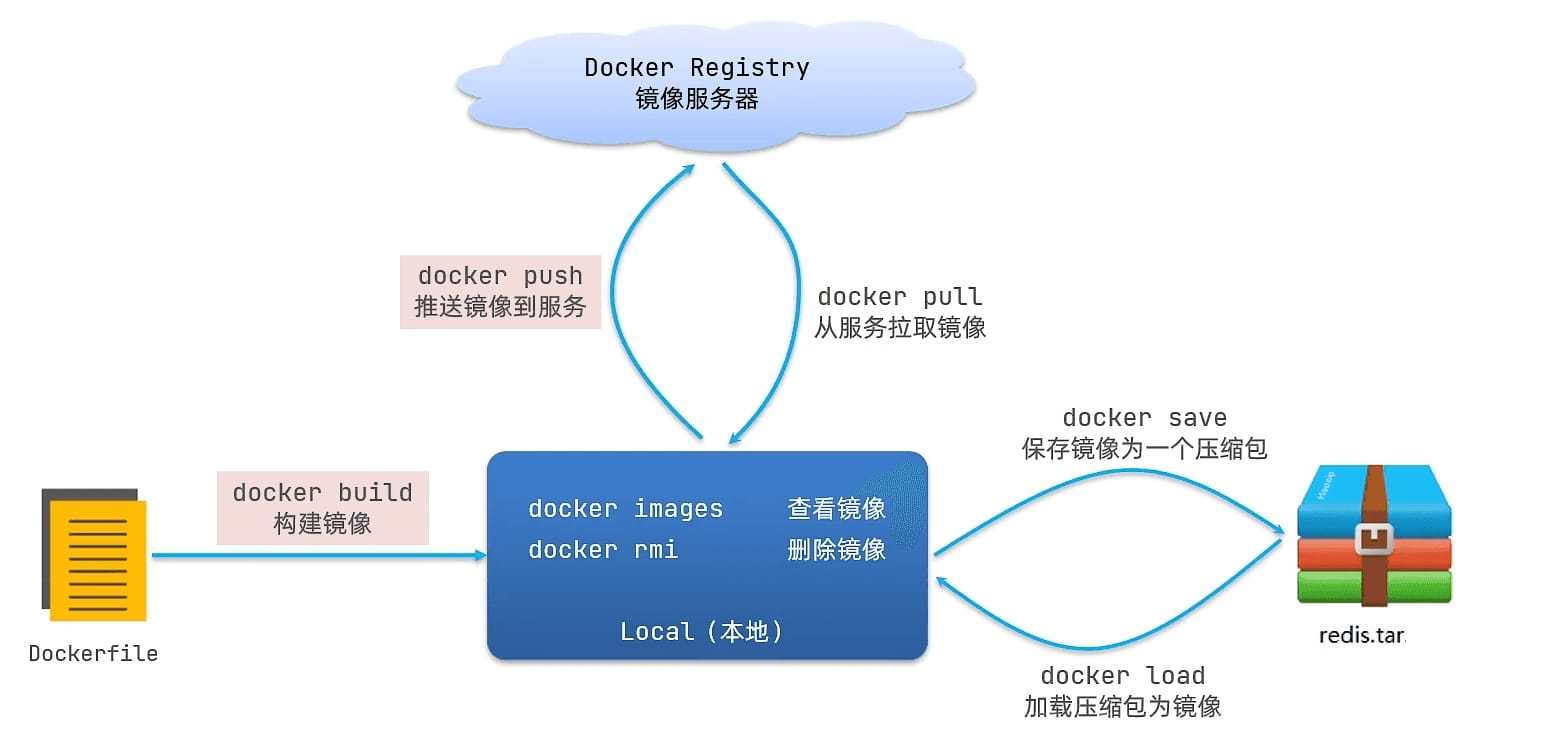 Docker Registry
镜像服务器
docker push
推送镜像到服务
docker pull
从服务拉取镜像
docker save
保存镜像为一个压缩包
docker build
构建镜像
docker images 查看镜像
docker rmi 删除镜像
Local（本地）
Dockerfile
redis.tar
docker load
加载压缩包为镜像